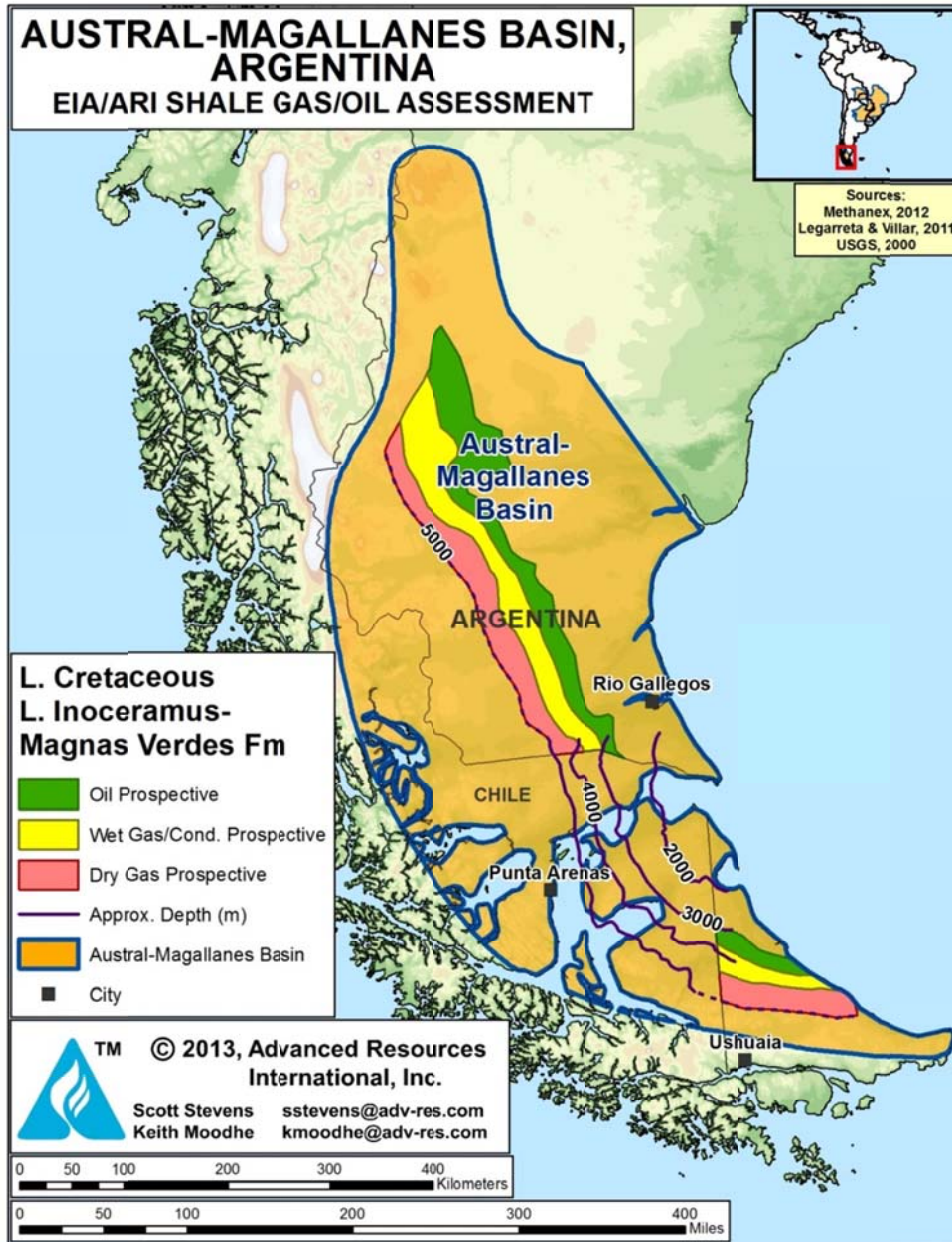 AUSTRAL-MAGALLANES BASIN,
ARGENTINA
EIA/ARI SHALE GAS/OIL ASSESSMENT
Sources:
Methanex, 2012
Legarreta & Villar, 2011
USGS, 2000
Austral-
Magallanes
Basin
5000
ARGENTINA
Rio Gallegos
L. Cretaceous
L. Inoceramus-
Magnas Verdes Fm
Oil Prospective
Wet Gas/Cond. Prospective
Dry Gas Prospective
Approx. Depth (m)
Austral-Magallanes Basin
City
CHILE
4000
2000
Punta Arenas
3000
Ushuaia
TM
© 2013, Advanced Resources
International, Inc.
Scott Stevens sstevens@adv-res.com
Keith Moodhe kmoodhe@adv-res.com
0 50 100 200 300 400
Kilometers
0 50 100 200 300 400
Miles